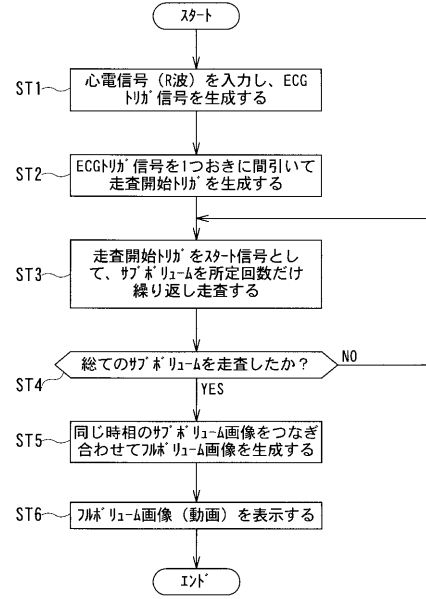 スタート
ST1
心電信号（R波）を入力し、ECG
トリガ信号を生成する
ST2
ECGトリガ信号を1つおきに間引いて
走査開始トリガを生成する
ST3
走査開始トリガをスタート信号とし
て、サブボリュームを所定回数だけ
繰り返し走査する
ST4
総てのサブボリュームを走査したか？
NO
YES
ST5
同じ時相のサブボリューム画像をつなぎ
合わせてフルボリューム画像を生成する
ST6
フルボリューム画像（動画）を表示する
エンド